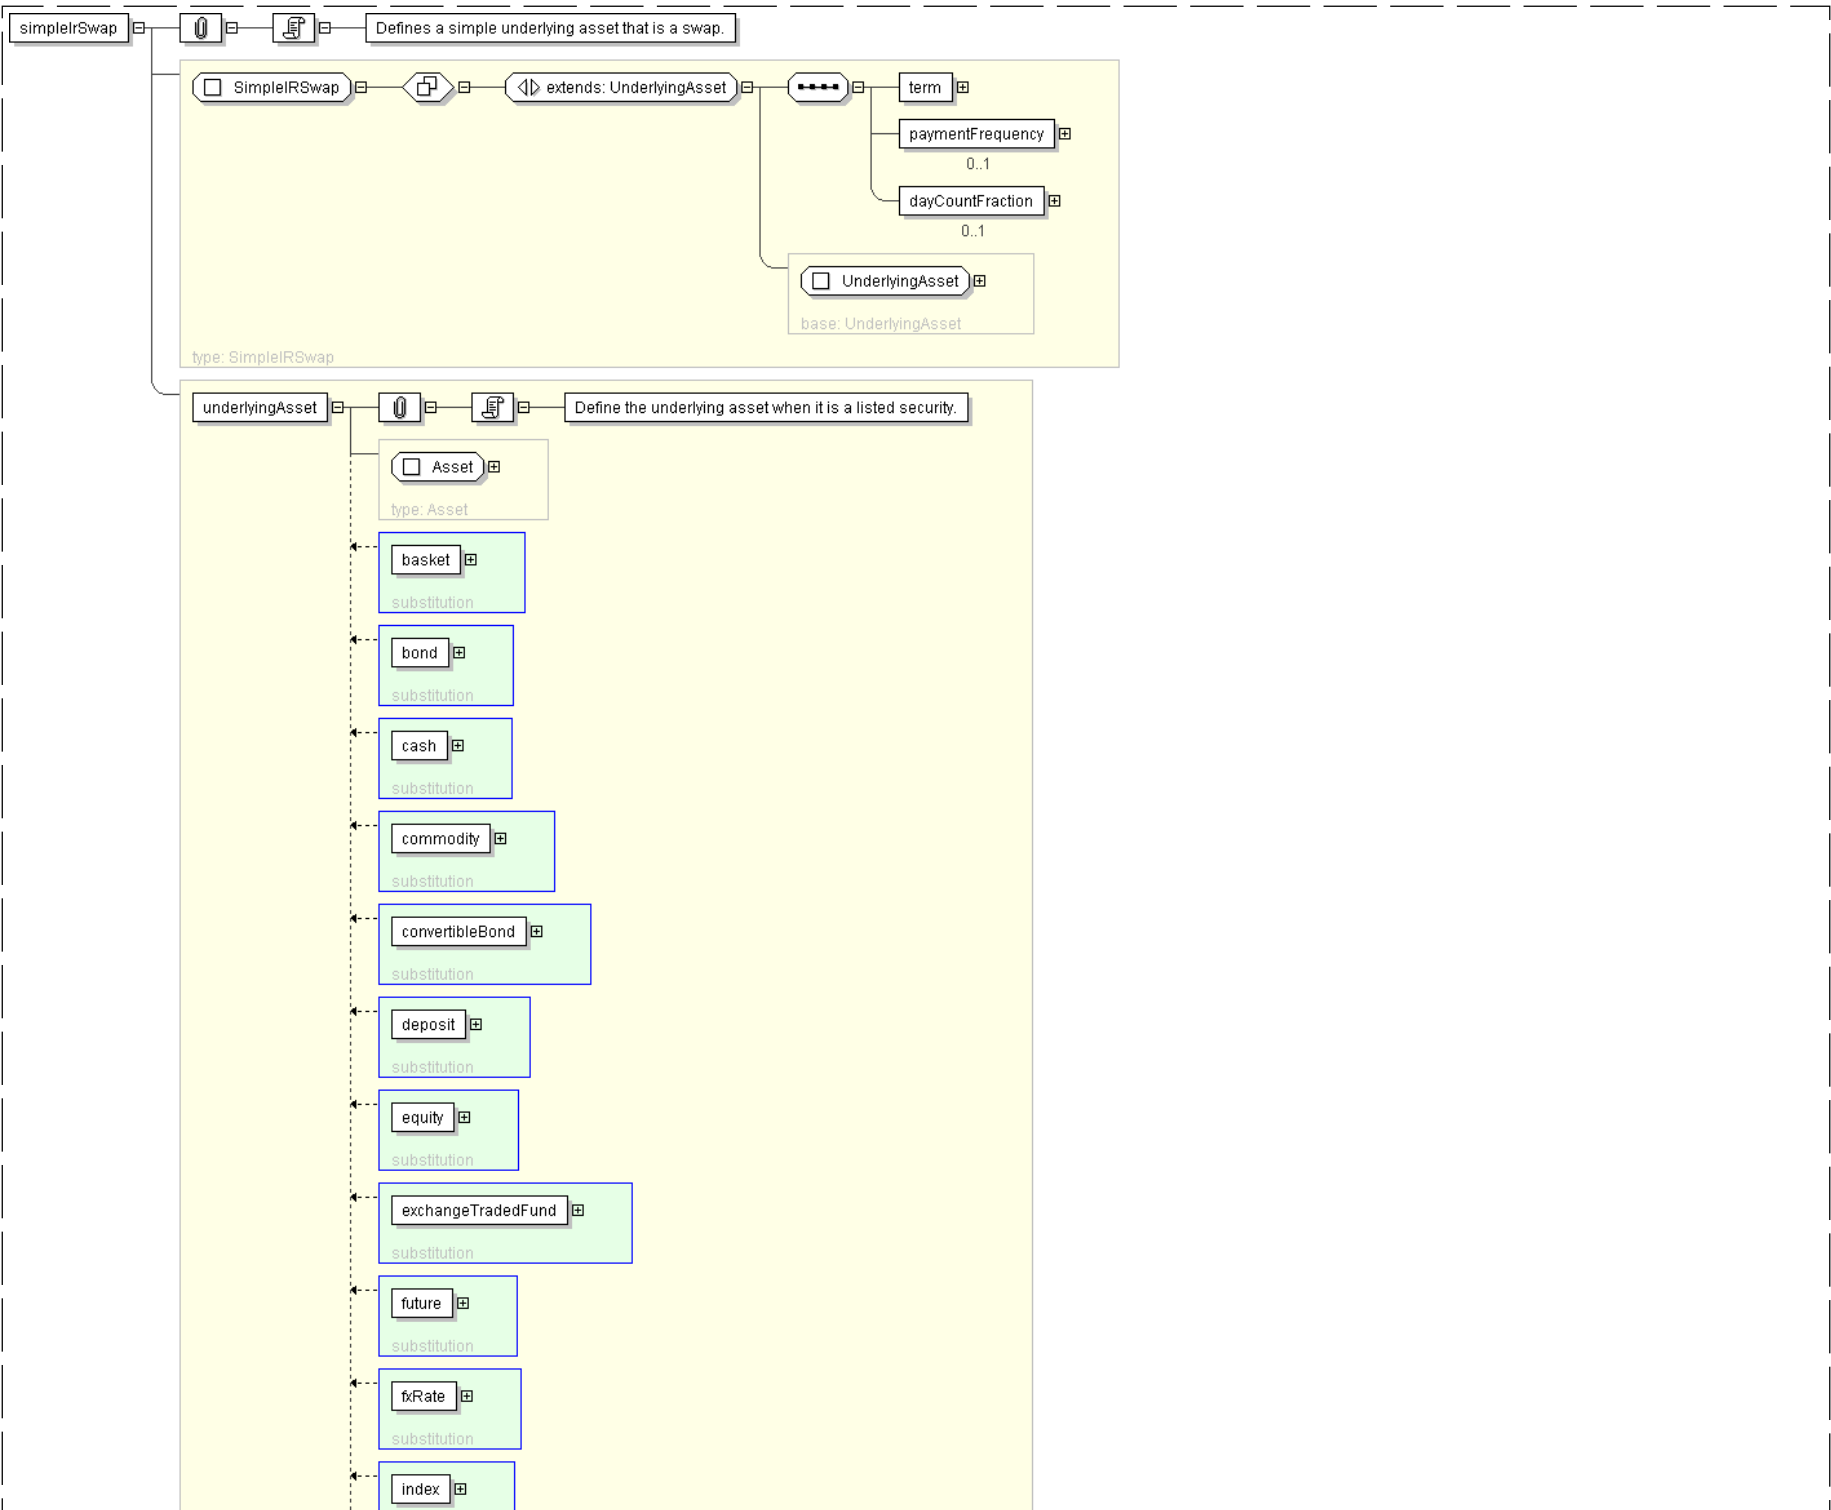 simpleIrSwap
Defines a simple underlying asset that is a swap.
SimpleIRSwap
extends: UnderlyingAsset
term
paymentFrequency
0..1
dayCountFraction
0..1
UnderlyingAsset
base: UnderlyingAsset
type: SimpleIRSwap
underlyingAsset
Define the underlying asset when it is a listed security.
Asset
type: Asset
basket
substitution
bond
substitution
cash
substitution
commodity
substitution
convertibleBond
substitution
deposit
substitution
equity
substitution
exchangeTradedFund
substitution
future
substitution
fxRate
substitution
index